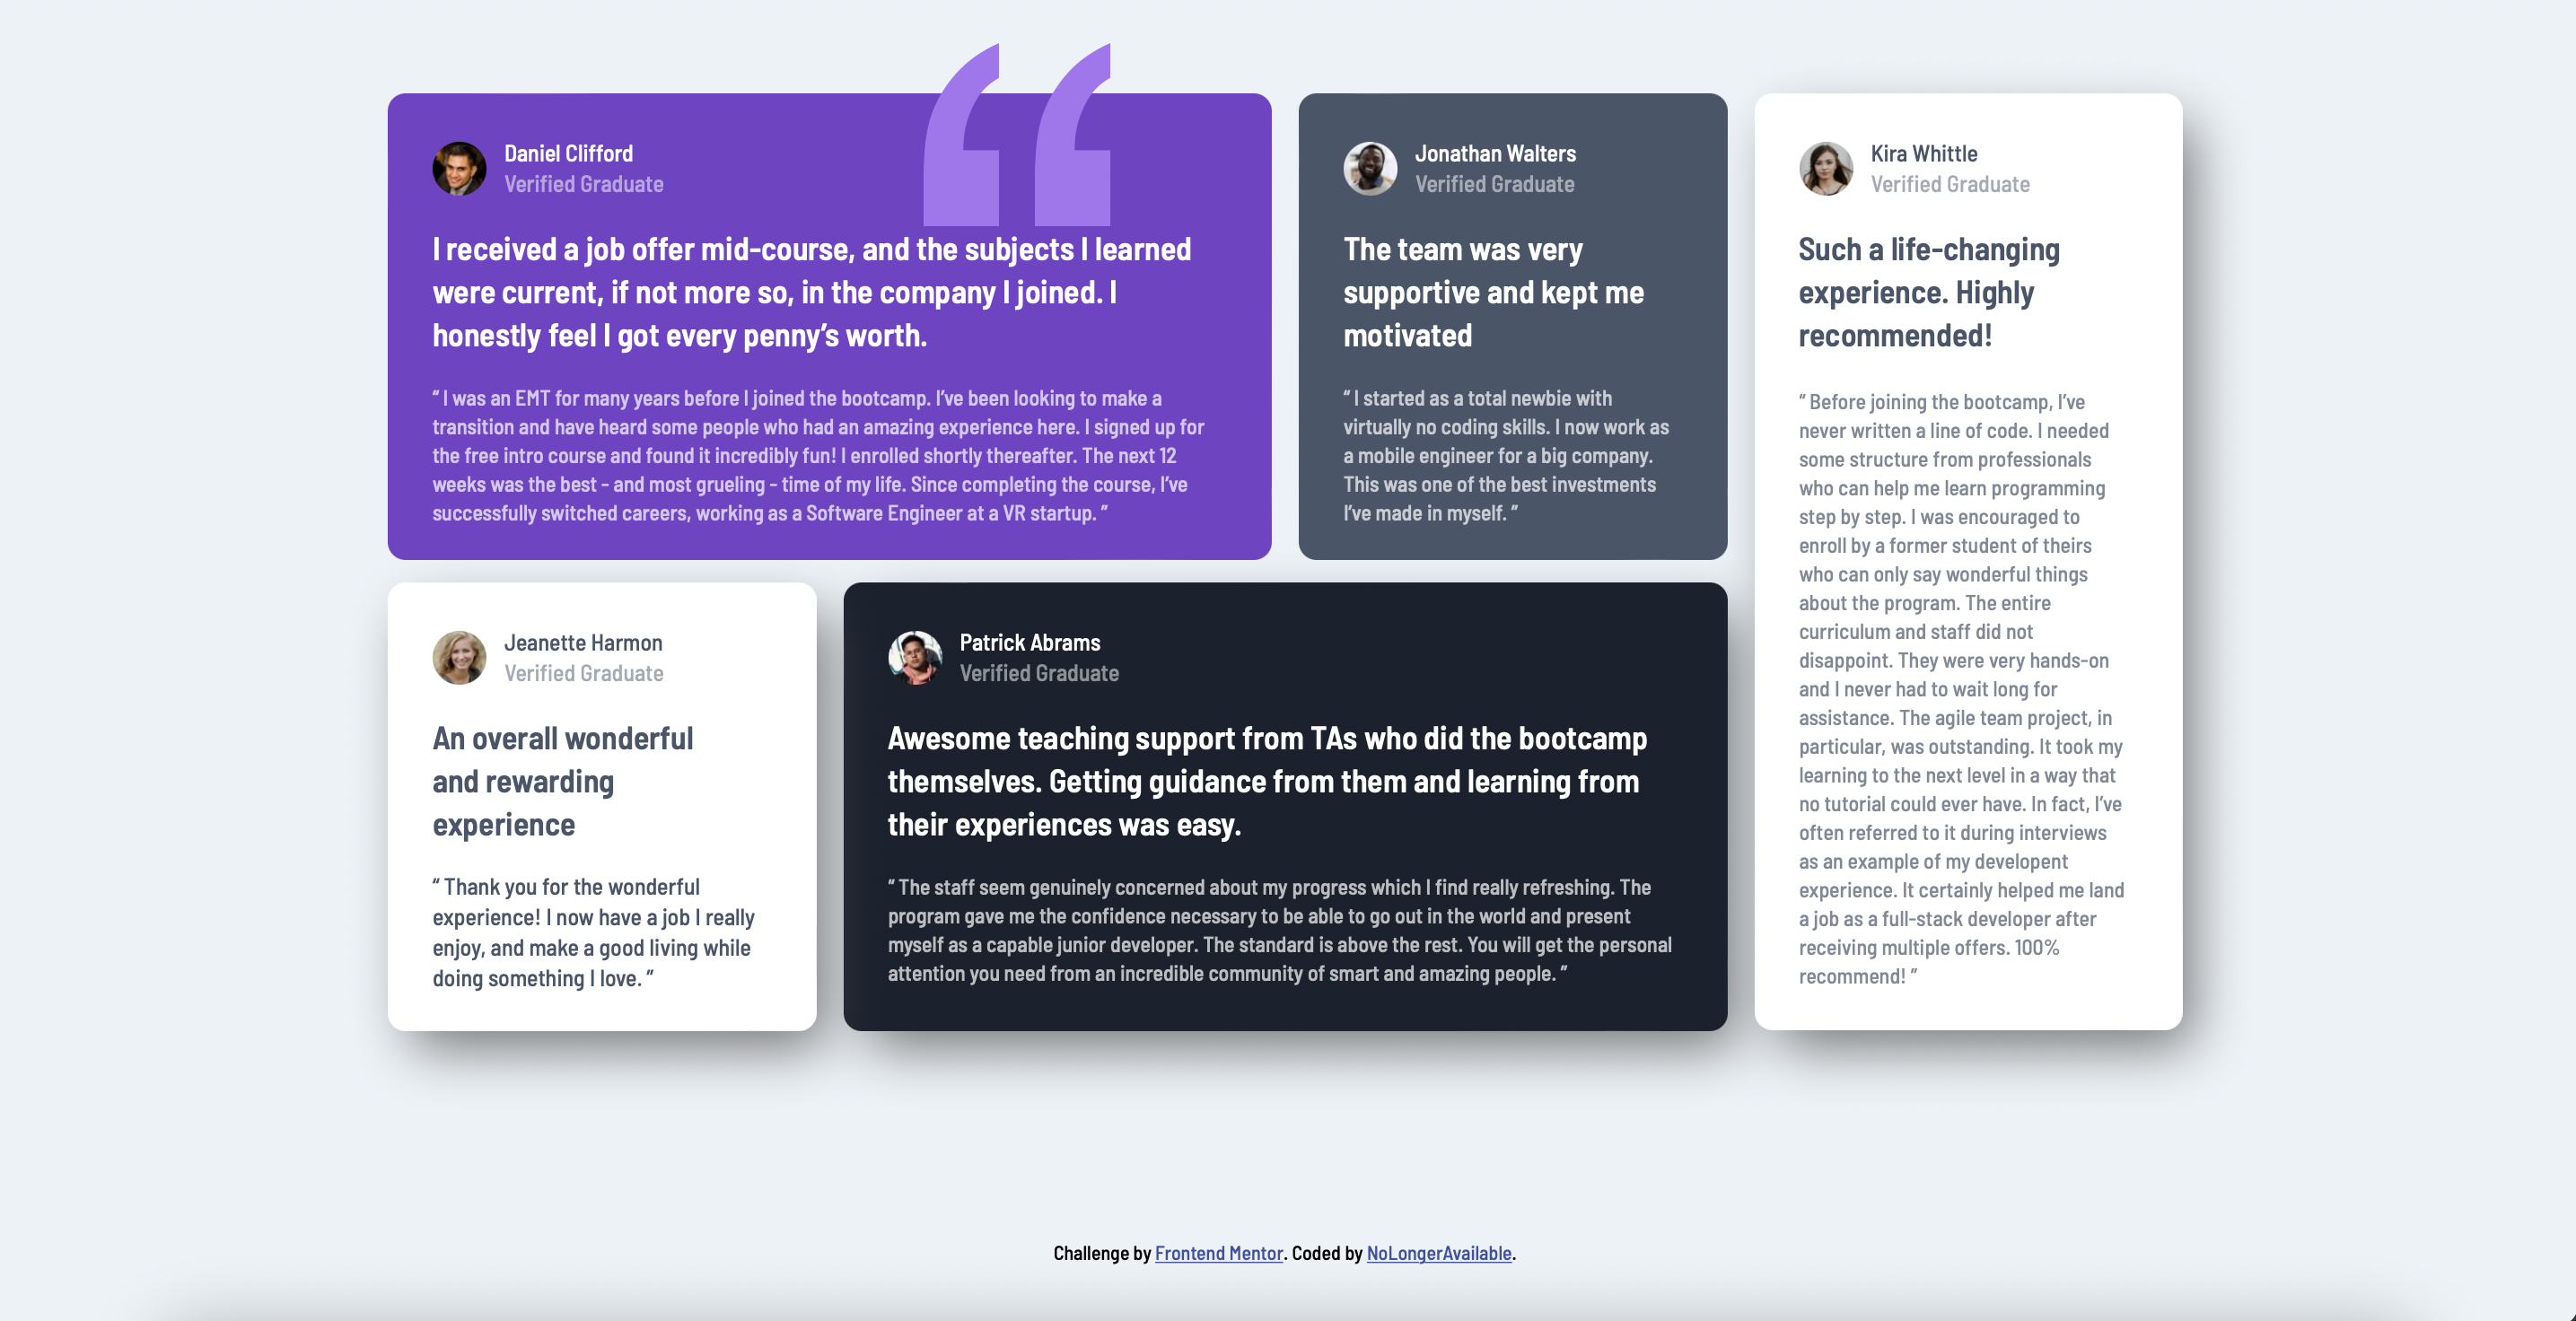 Daniel Clifford
Verified Graduate
I received a job offer mid-course, and the subjects I learned
were current, if not more so, in the company I joined. I
honestly feel I got every penny’s worth.
“ I was an EMT for many years before I joined the bootcamp. I’ve been looking to make a
transition and have heard some people who had an amazing experience here. I signed up for
the free intro course and found it incredibly fun! I enrolled shortly thereafter. The next 12
weeks was the best - and most grueling - time of my life. Since completing the course, I’ve
successfully switched careers, working as a Software Engineer at a VR startup. ”
Jonathan Walters
Verified Graduate
The team was very
supportive and kept me
motivated
“ I started as a total newbie with
virtually no coding skills. I now work as
a mobile engineer for a big company.
This was one of the best investments
I’ve made in myself. ”
Kira Whittle
Verified Graduate
Such a life-changing
experience. Highly
recommended!
“ Before joining the bootcamp, I’ve
never written a line of code. I needed
some structure from professionals
who can help me learn programming
step by step. I was encouraged to
enroll by a former student of theirs
who can only say wonderful things
about the program. The entire
curriculum and staff did not
disappoint. They were very hands-on
and I never had to wait long for
assistance. The agile team project, in
particular, was outstanding. It took my
learning to the next level in a way that
no tutorial could ever have. In fact, I’ve
often referred to it during interviews
as an example of my developent
experience. It certainly helped me land
a job as a full-stack developer after
receiving multiple offers. 100%
recommend! ”
Jeanette Harmon
Verified Graduate
An overall wonderful
and rewarding
experience
“ Thank you for the wonderful
experience! I now have a job I really
enjoy, and make a good living while
doing something I love. ”
Patrick Abrams
Verified Graduate
Awesome teaching support from TAs who did the bootcamp
themselves. Getting guidance from them and learning from
their experiences was easy.
“ The staff seem genuinely concerned about my progress which I find really refreshing. The
program gave me the confidence necessary to be able to go out in the world and present
myself as a capable junior developer. The standard is above the rest. You will get the personal
attention you need from an incredible community of smart and amazing people. ”
Challenge by Frontend Mentor. Coded by NoLongerAvailable.